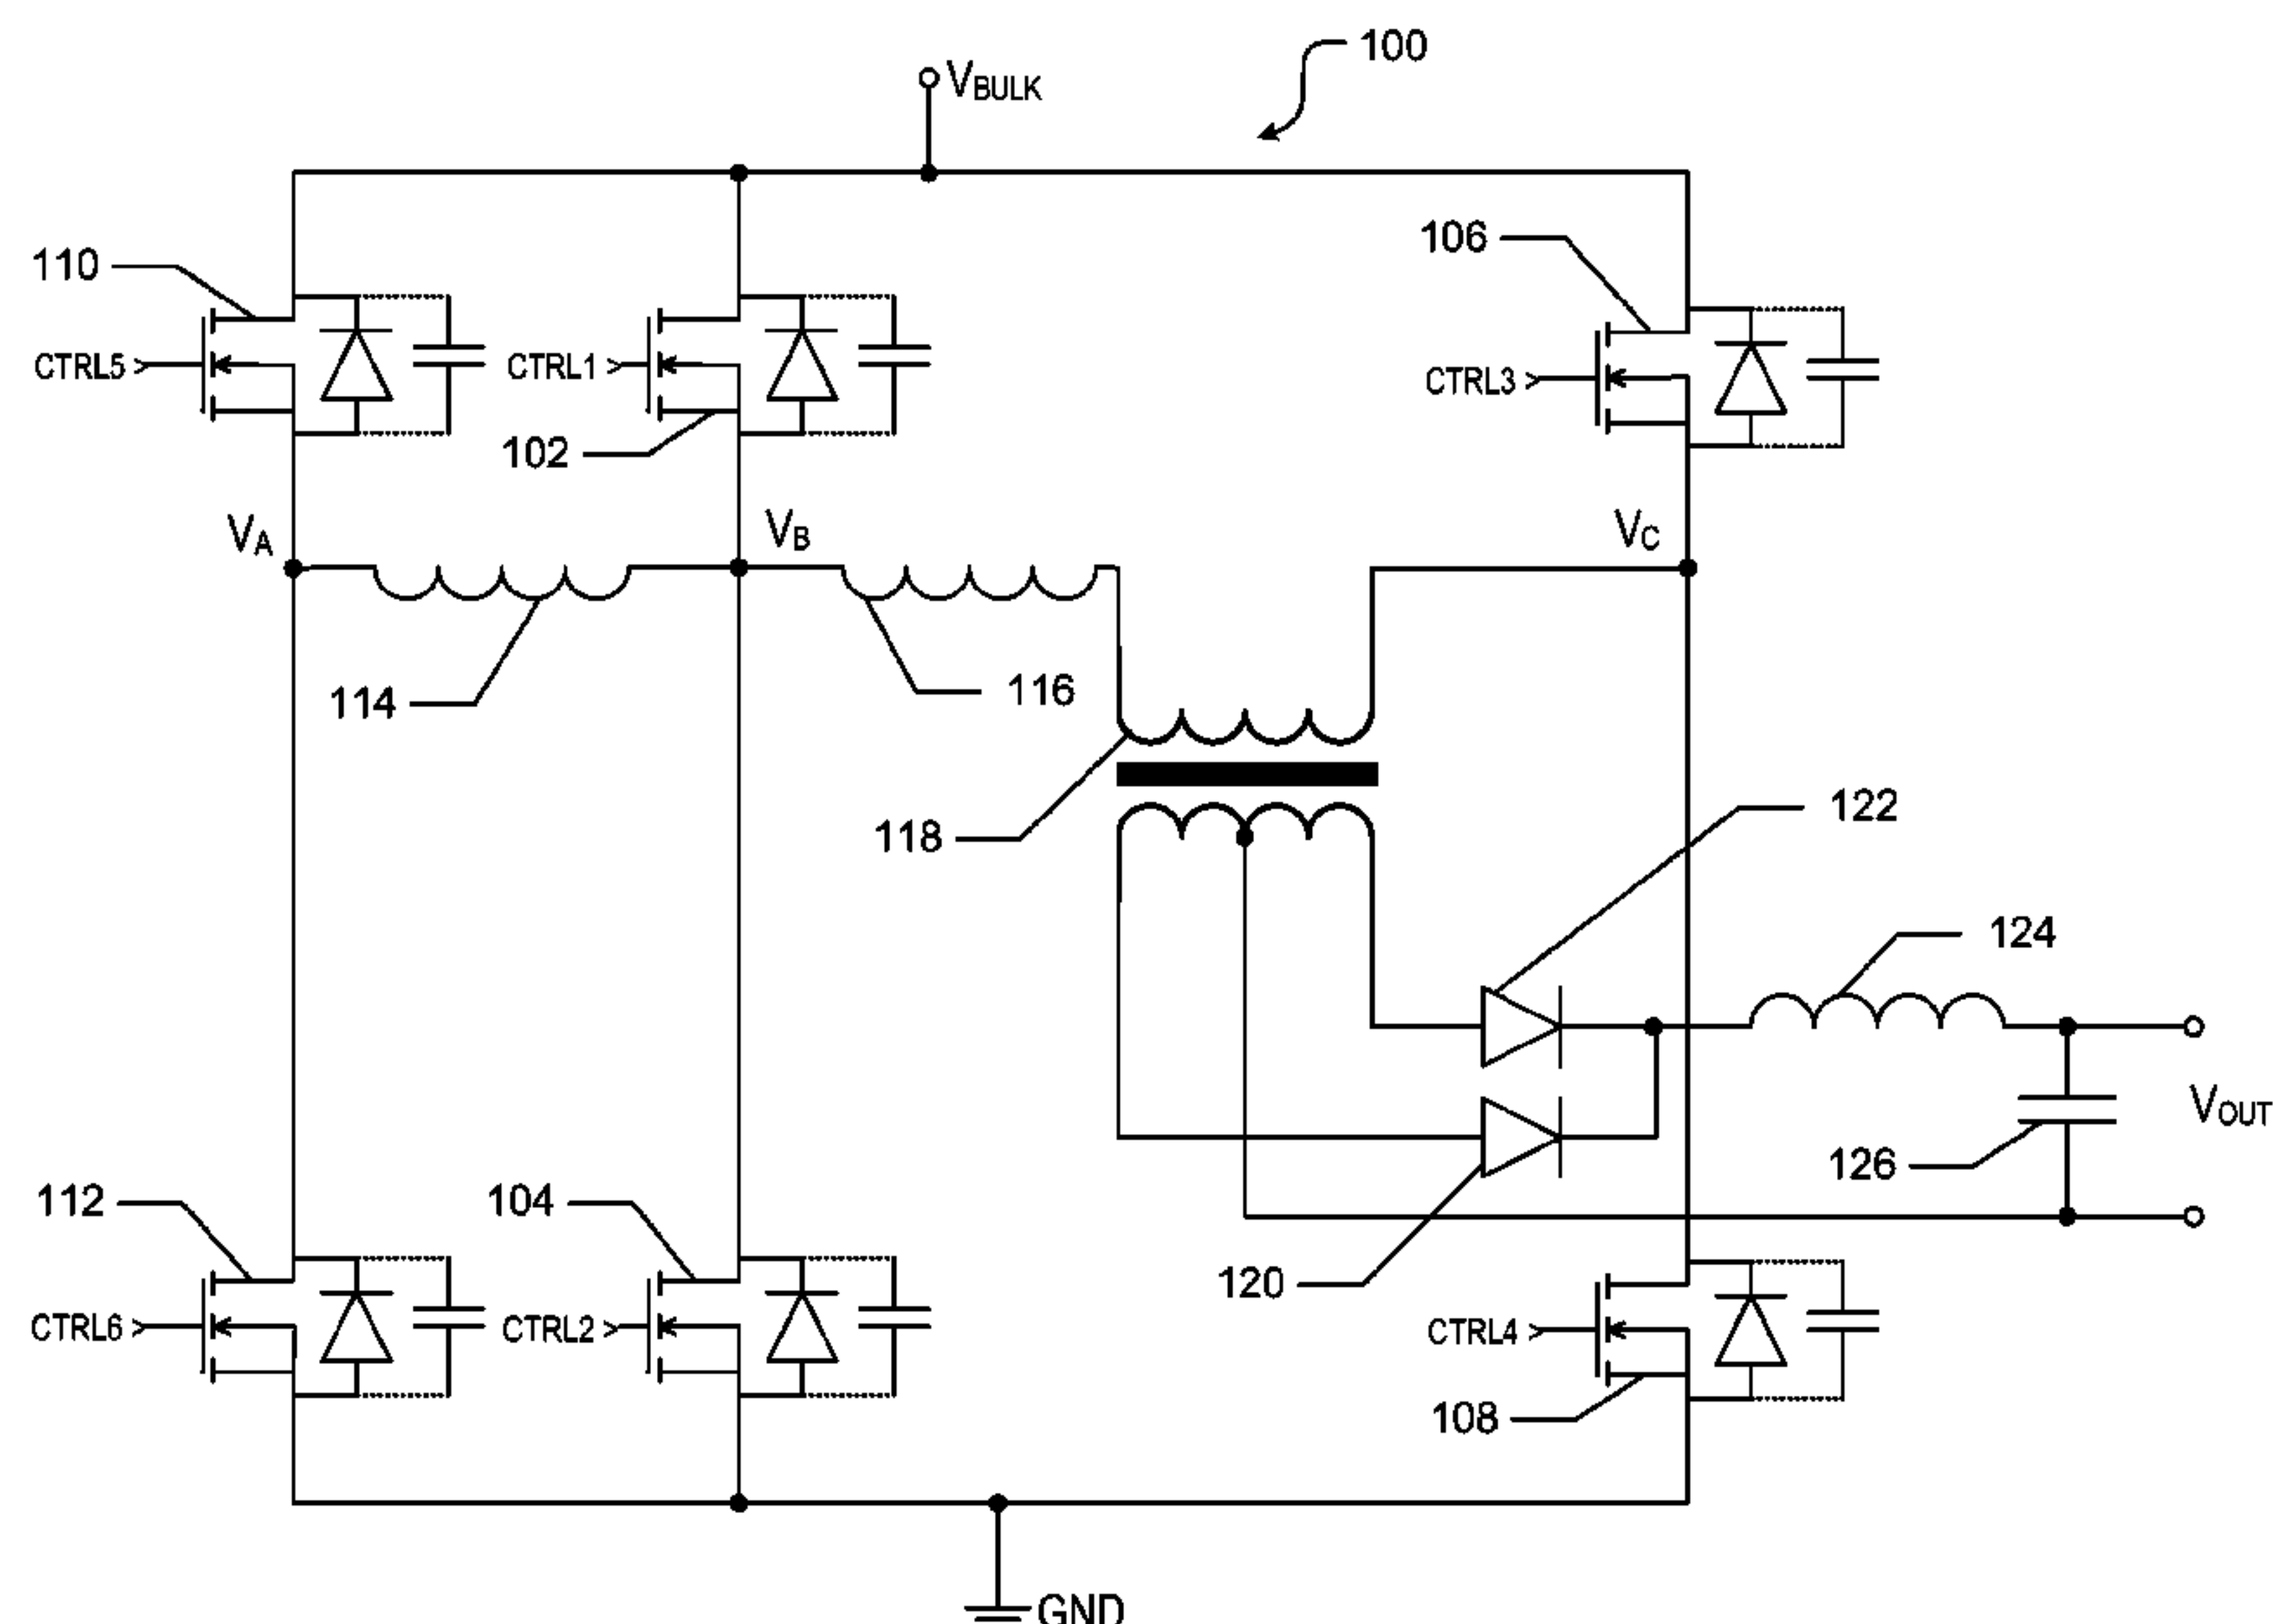 100
VBULK
110
106
CTRL5
CTRL1
CTRL3
102
VA
VB
VC
114
116
118
122
124
112
104
126
VOUT
120
CTRL6
CTRL2
CTRL4
108
GND